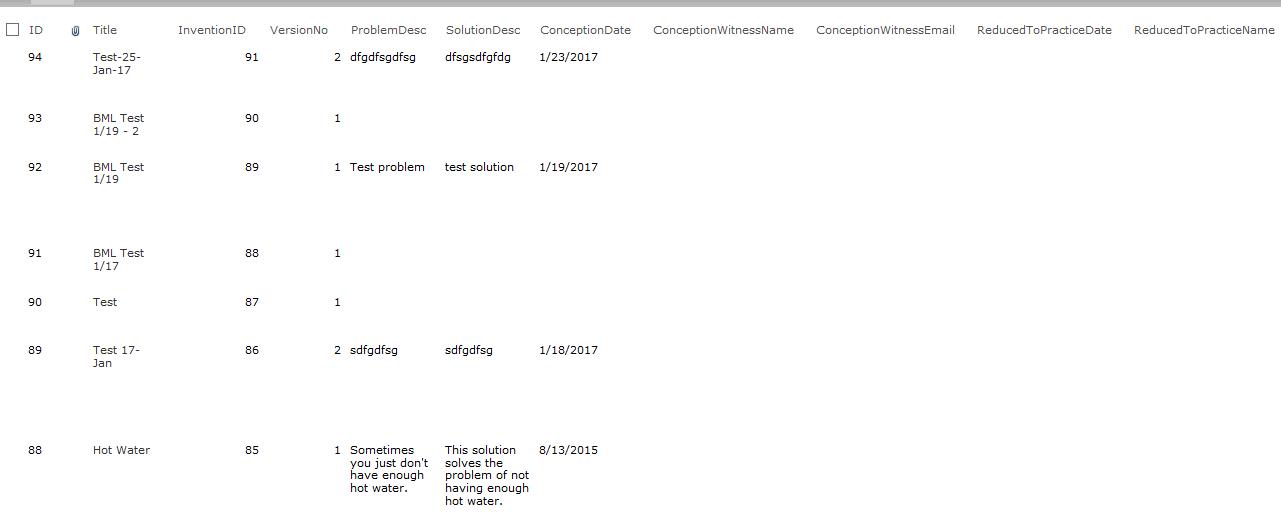 ID Title InventionID VersionNo ProblemDesc SolutionDesc ConceptionDate ConceptionWitnessName ConceptionWitnessEmail ReducedToPracticeDate ReducedToPracticeName
94 Test-25- 91 2 dfgdfsgdfsg dfsgsdfgfdg 1/23/2017
Jan-17
93 BML Test 90 1
1/19 - 2
92 BML Test 89 1 Test problem test solution 1/19/2017
1/19
91 BML Test 88 1
1/17
90 Test 87 1
89 Test 17- 86 2 sdfgdfsg sdfgdfsg 1/18/2017
Jan
88 Hot Water 85 1 Sometimes This solution 8/13/2015
you just don't solves the
have enough problem of not
hot water. having enough
hot water.